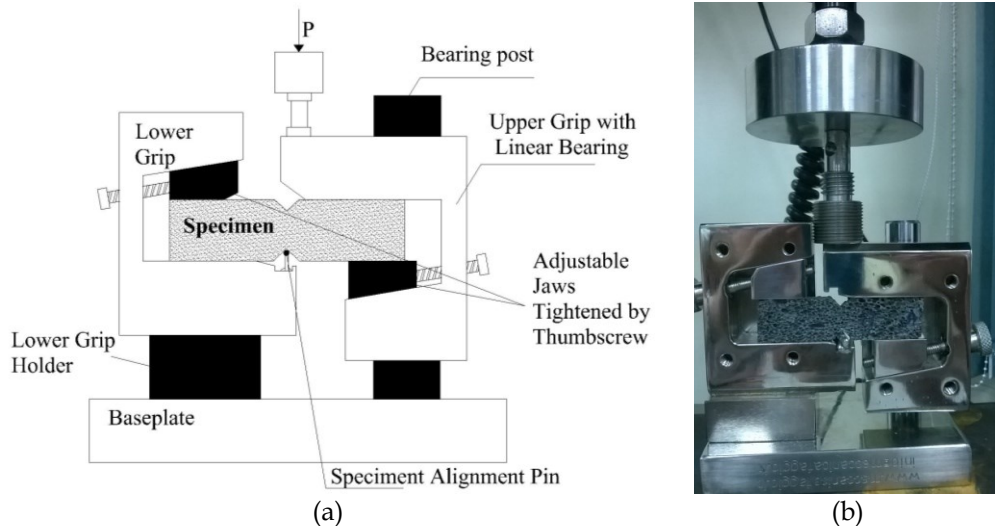 P
Bearing post
Lower
Grip
Upper Grip with
Linear Bearing
Specimen
Adjustable
Jaws
Tightened by
Thumbscrew
Lower Grip
Holder
Baseplate
Speciment Alignment Pin
(a)
(b)